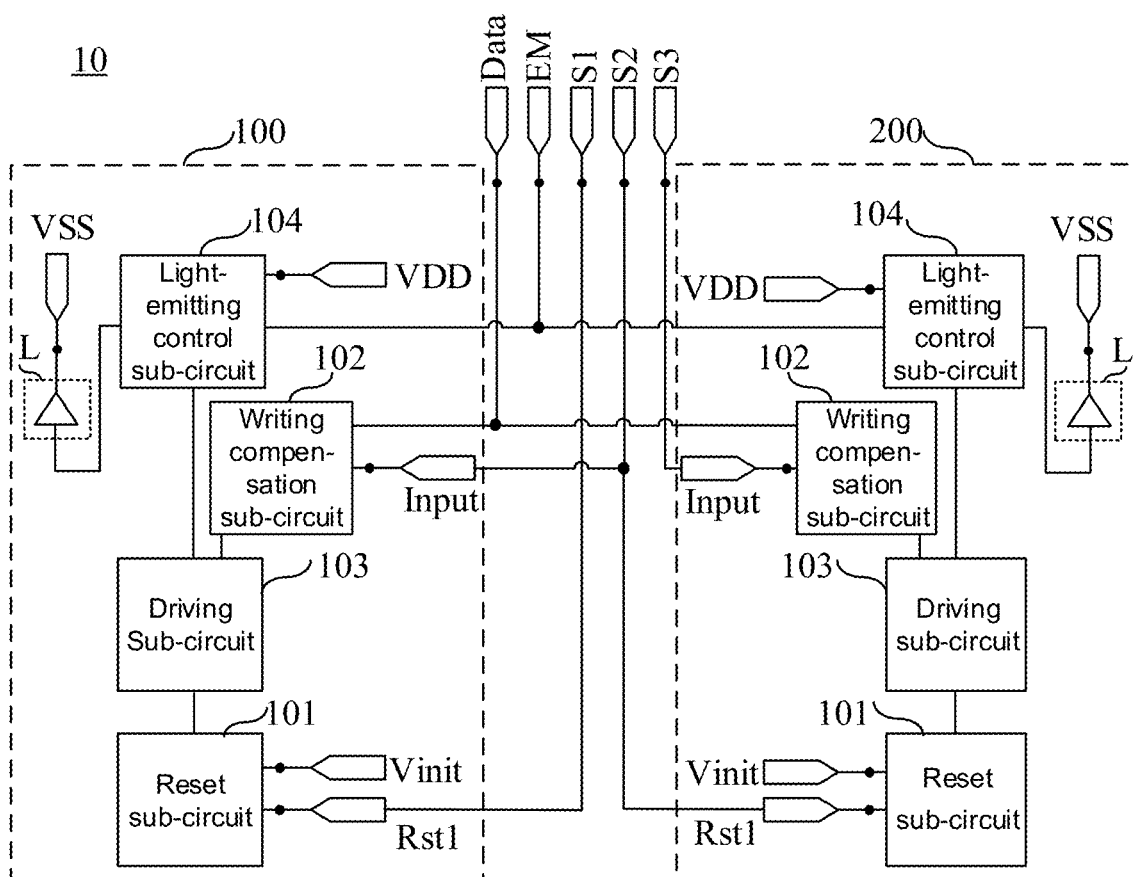 10
Data
EM
S1
S2
S3
100
200
VSS
104
Light-
emitting
control
sub-circuit
VDD
L
102
Writing
compen-
sation
sub-circuit
Input
103
Driving
Sub-circuit
101
Reset
sub-circuit
Vinit
Rst1
104
VSS
VDD
Light-
emitting
control
sub-circuit
L
102
Writing
compen-
sation
sub-circuit
Input
103
Driving
sub-circuit
101
Vinit
Reset
sub-circuit
Rst1